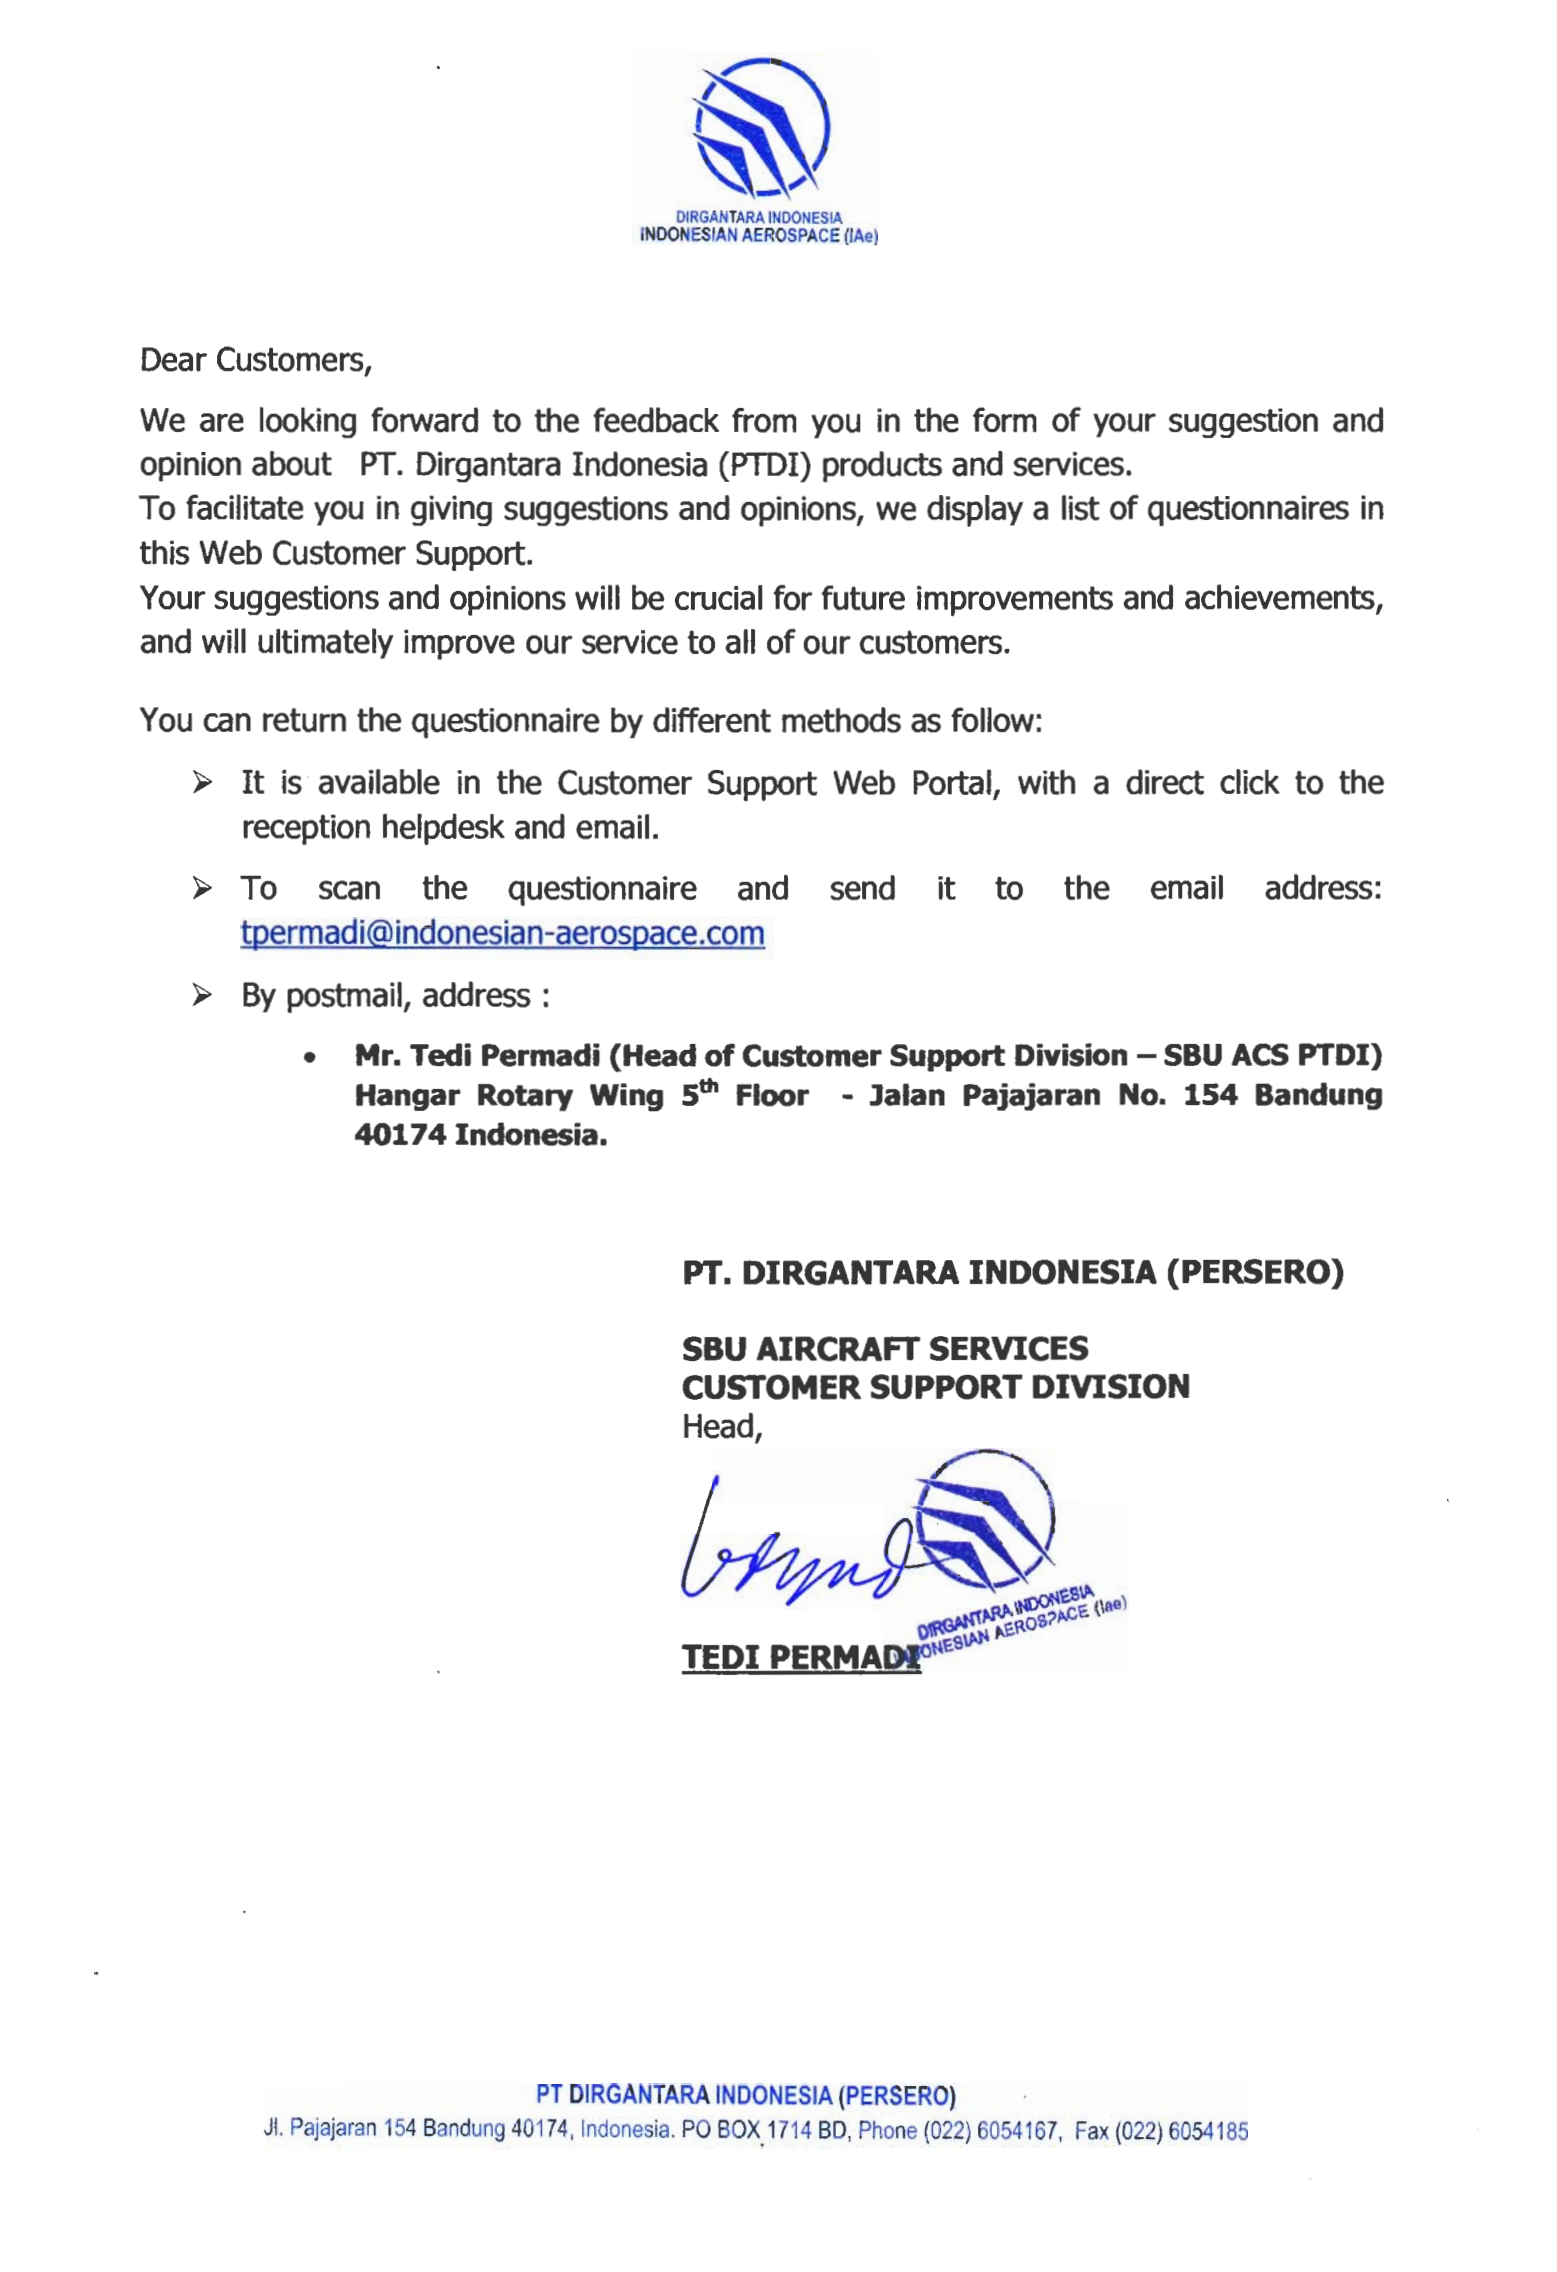 DIRGANTARA INDONESIA
INDONESIAN AEROSPACE (IAe)
Dear Customers,
We are looking forward to the feedback from you in the form of your suggestion and
opinion about PT. Dirgantara Indonesia (PTDI) products and services.
To facilitate you in giving suggestions and opinions, we display a list of questionnaires in
this Web Customer Support.
Your suggestions and opinions will be crucial for future improvements and achievements,
and will ultimately improve our service to all of our customers.
You can return the questionnaire by different methods as follow:
➢ It is available in the Customer Support Web Portal, with a direct click to the
reception helpdesk and email.
➢ To scan the questionnaire and send it to the email address:
tpermadi@indonesian-aerospace.com
➢ By postmail, address :
• Mr. Tedi Permadi (Head of Customer Support Division – SBU ACS PTDI)
Hangar Rotary Wing 5th Floor - Jalan Pajajaran No. 154 Bandung
40174 Indonesia.
PT. DIRGANTARA INDONESIA (PERSERO)
SBU AIRCRAFT SERVICES
CUSTOMER SUPPORT DIVISION
Head,
DIRGANTARA INDONESIA
AEROSPACE (Iae)
TEDI PERMADI
PT DIRGANTARA INDONESIA (PERSERO)
Jl. Pajajaran 154 Bandung 40174, Indonesia. PO BOX 1714 BD, Phone (022) 6054167, Fax (022) 6054185